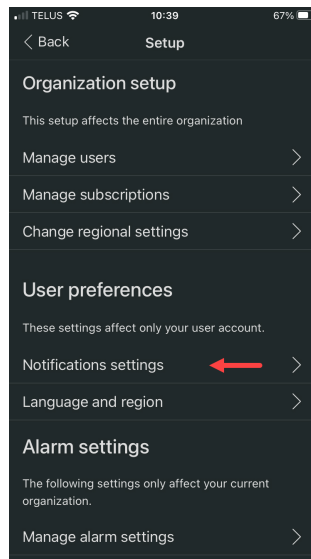 TELUS 10:39 67%
Back Setup
Organization setup
This setup affects the entire organization
Manage users
Manage subscriptions
Change regional settings
User preferences
These settings affect only your user account.
Notifications settings
Language and region
Alarm settings
The following settings only affect your current
organization.
Manage alarm settings